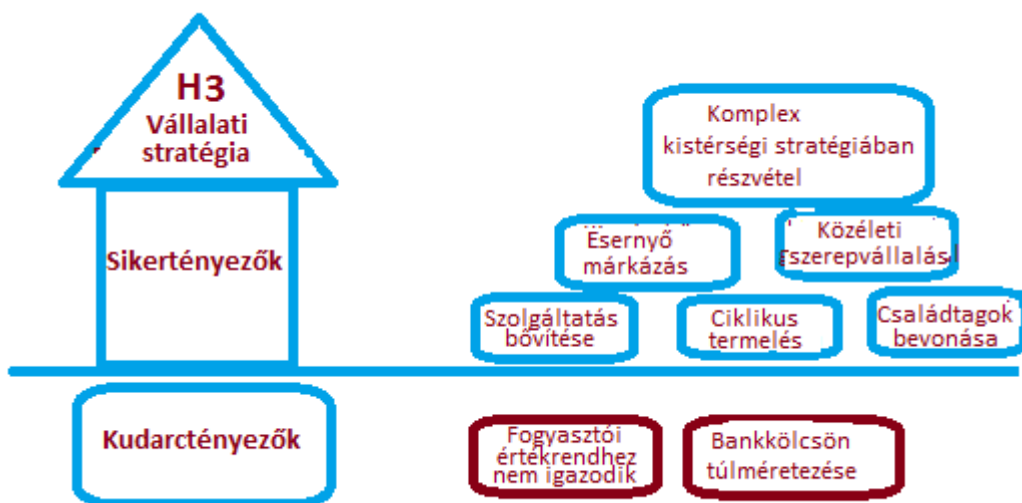 H3
Vállalati
stratégia
Sikertényezők
Kudarctényezők
Komplex
kistérségi stratégiában
részvétel
Esernyő
márkázás
Közéleti
szerepvállalás
Szolgáltatás
bővítése
Ciklikus
termelés
Családtagok
bevonása
Fogyasztói
értékrendhez
nem igazodik
Bankkölcsön
túlméretezése